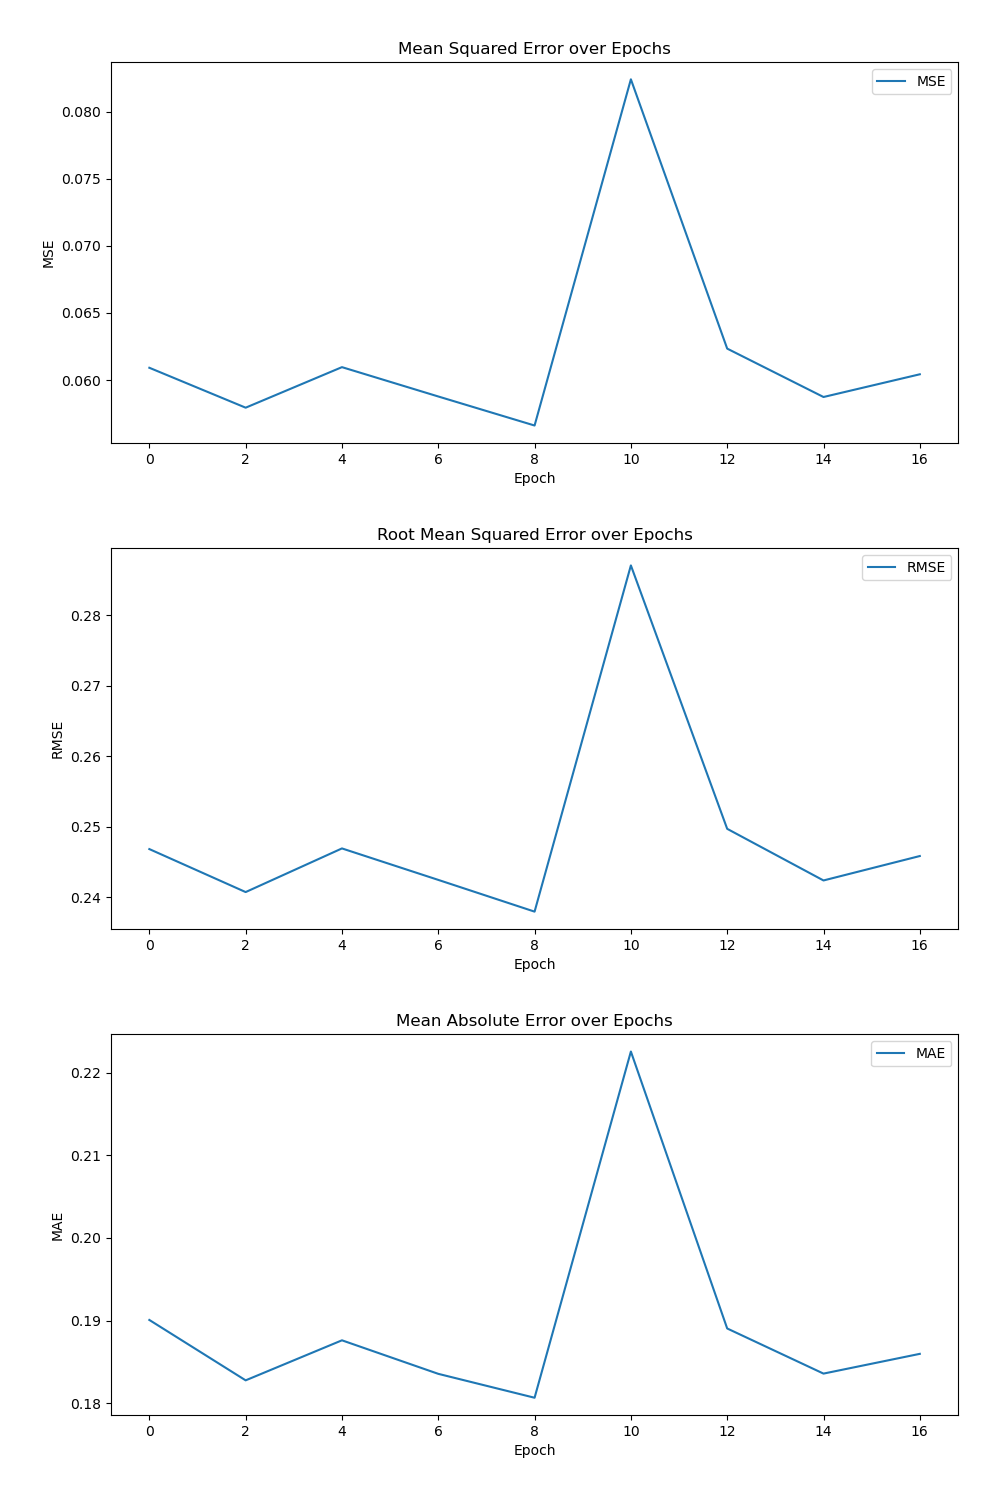 Mean Squared Error over Epochs
MSE
0.080
0.075
0.070
0.065
0.060
MSE
0 2 4 6 8 10 12 14 16
Epoch
Root Mean Squared Error over Epochs
RMSE
0.28
0.27
0.26
0.25
0.24
RMSE
0 2 4 6 8 10 12 14 16
Epoch
Mean Absolute Error over Epochs
MAE
0.22
0.21
0.20
0.19
0.18
MAE
0 2 4 6 8 10 12 14 16
Epoch